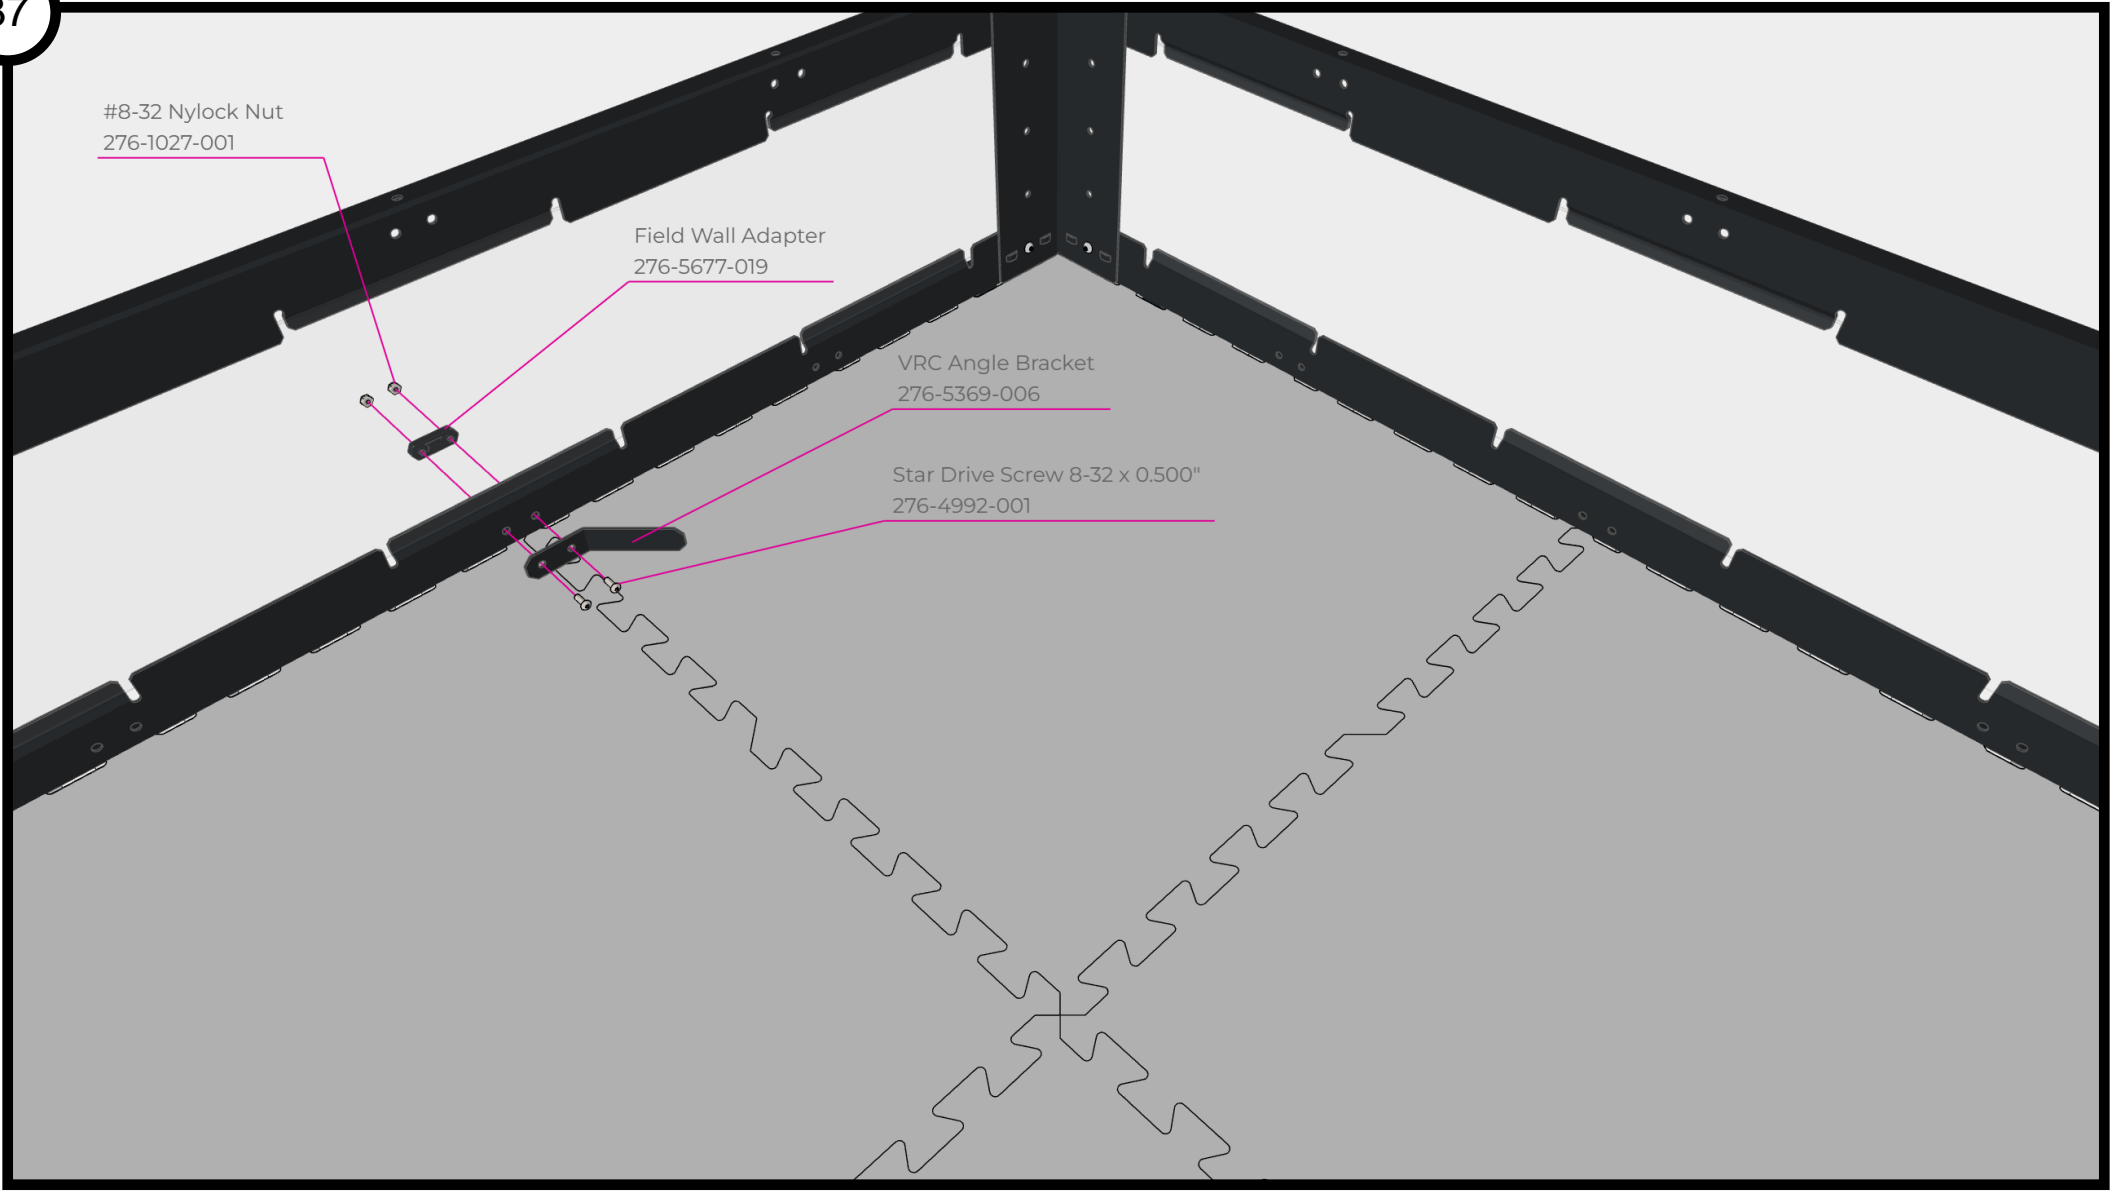 #8-32 Nylock Nut
276-1027-001
Field Wall Adapter
276-5677-019
VRC Angle Bracket
276-5369-006
Star Drive Screw 8-32 x 0.500"
276-4992-001